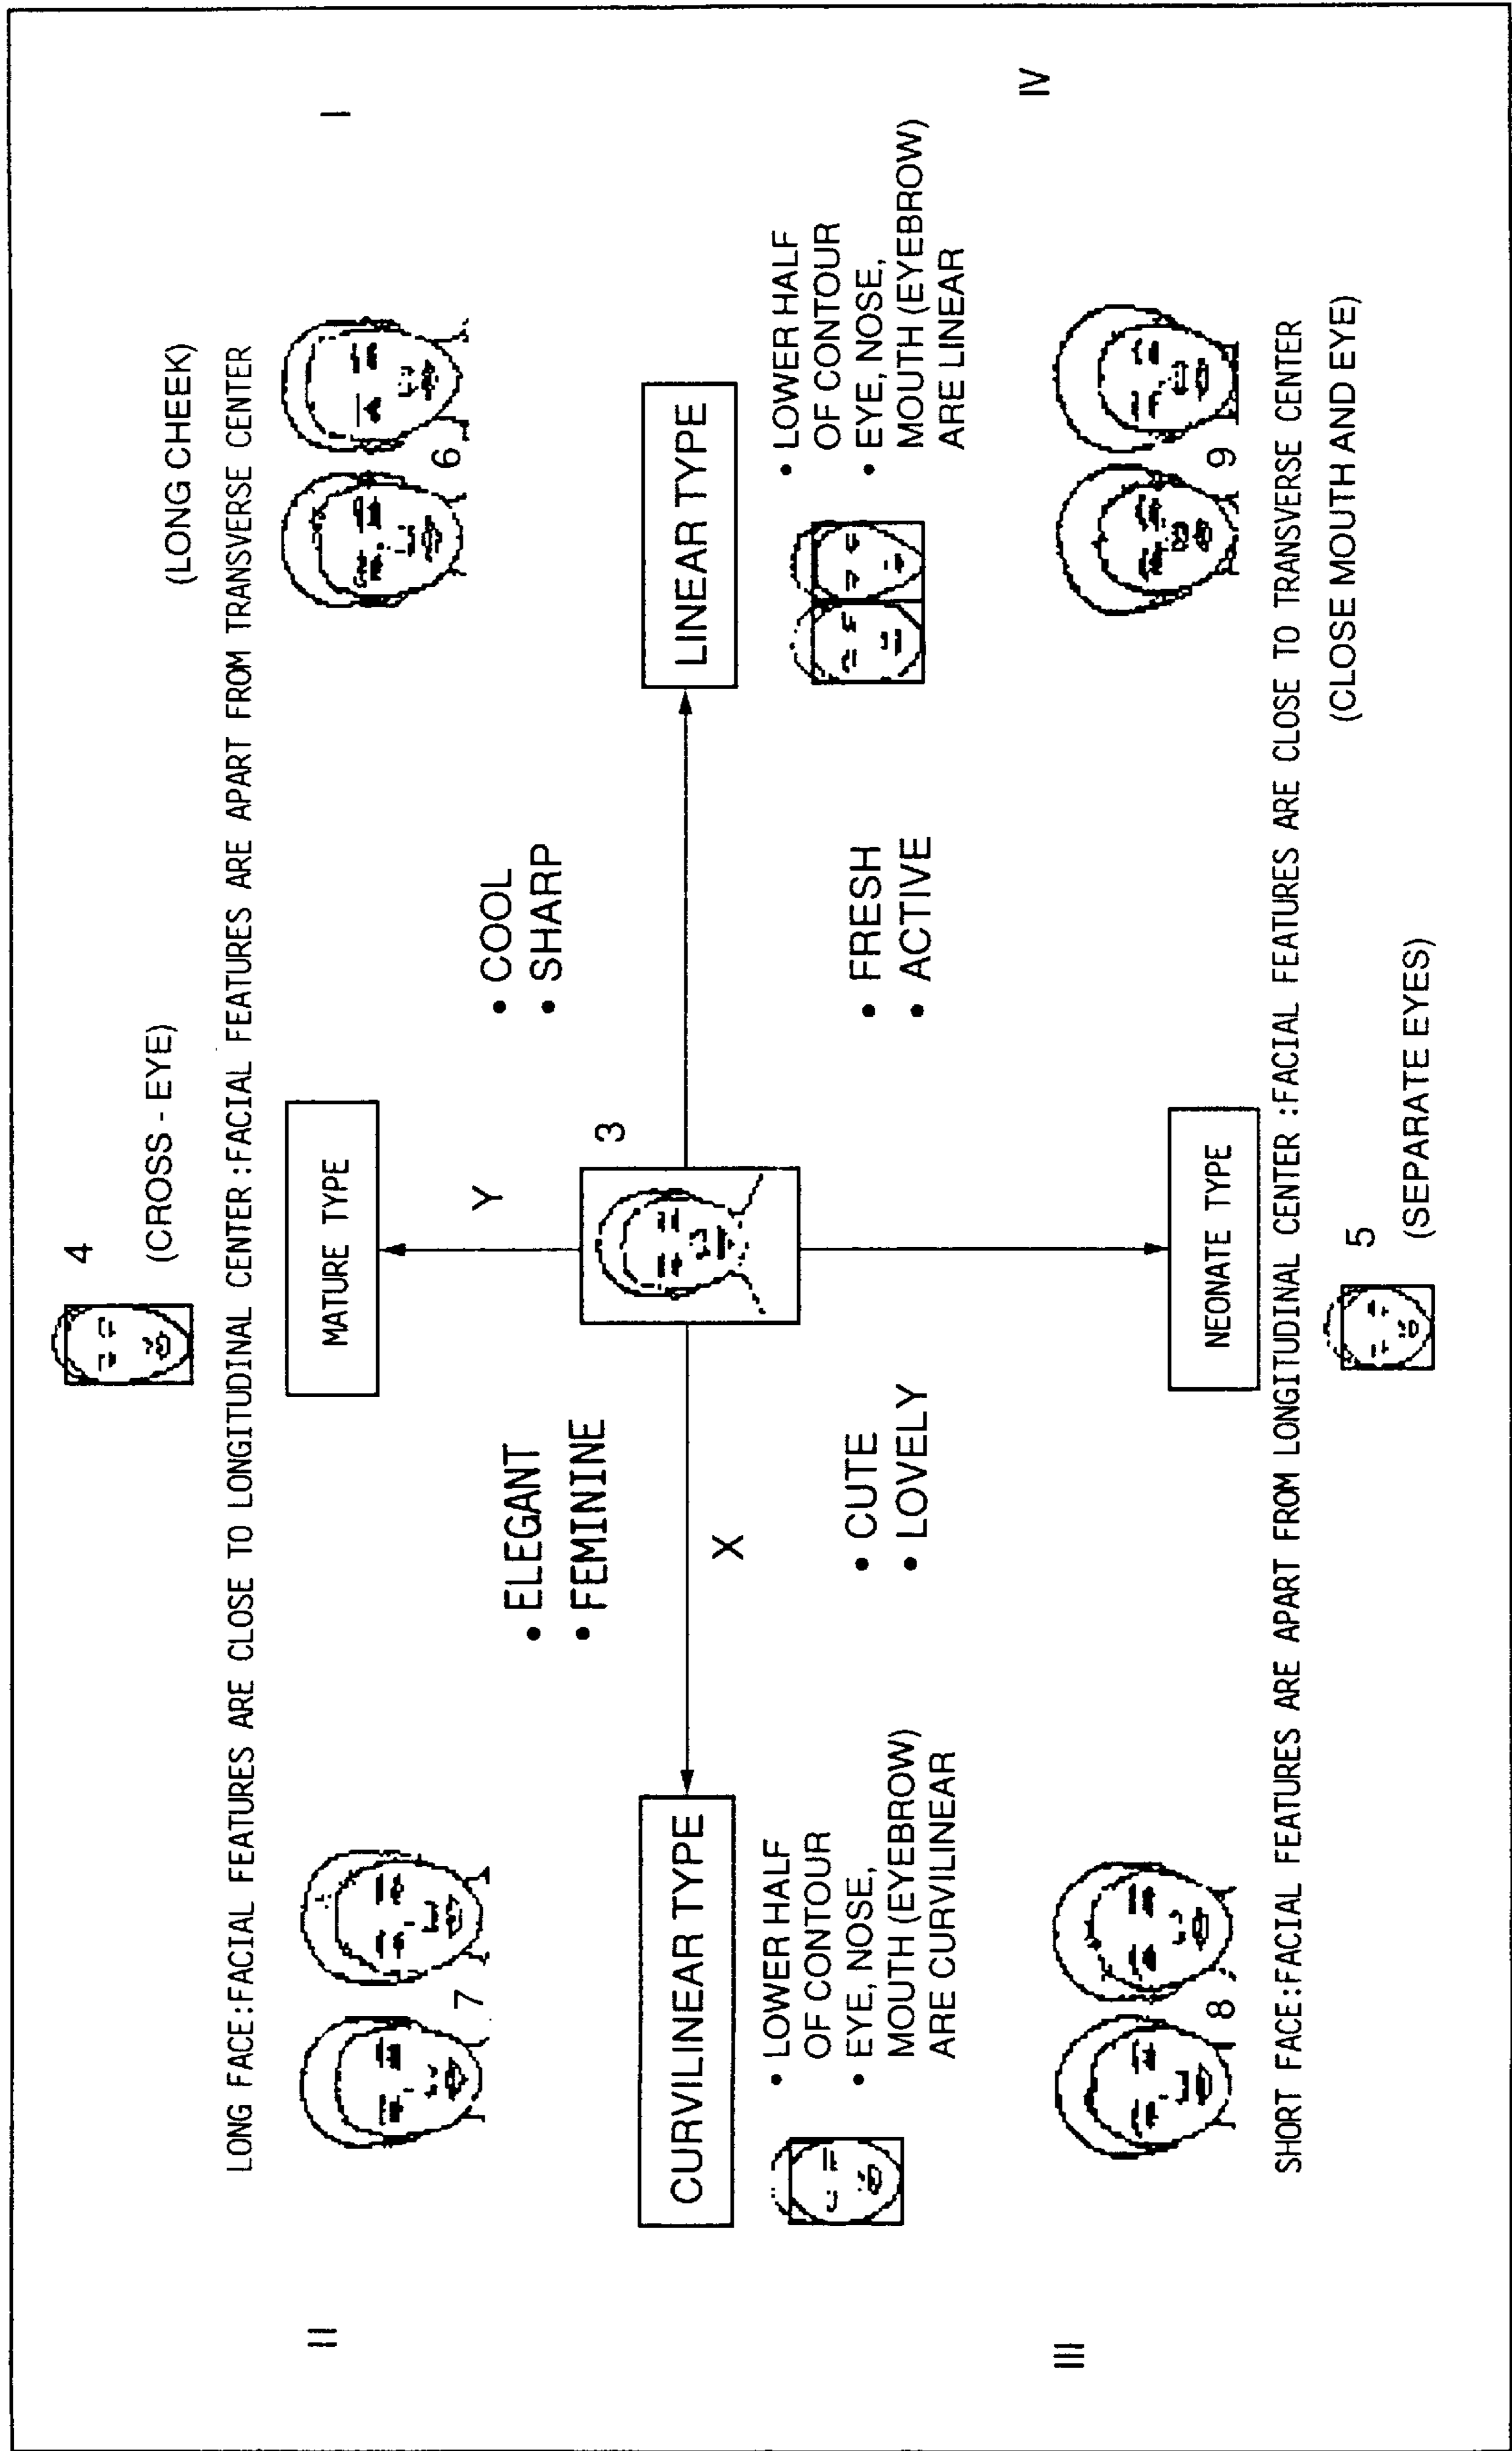 4
(CROSS - EYE)
(LONG CHEEK)
LONG FACE:FACIAL FEATURES ARE CLOSE TO LONGITUDINAL CENTER:FACIAL FEATURES ARE APART FROM TRANSVERSE CENTER
II
I
7
6
MATURE TYPE
Y
• ELEGANT
• FEMININE
• COOL
• SHARP
3
CURVILINEAR TYPE
X
LINEAR TYPE
• LOWER HALF
OF CONTOUR
• EYE, NOSE,
MOUTH (EYEBROW)
ARE CURVILINEAR
• CUTE
• LOVELY
• FRESH
• ACTIVE
• LOWER HALF
OF CONTOUR
• EYE, NOSE,
MOUTH (EYEBROW)
ARE LINEAR
III
IV
8
9
NEONATE TYPE
SHORT FACE:FACIAL FEATURES ARE APART FROM LONGITUDINAL CENTER :FACIAL FEATURES ARE CLOSE TO TRANSVERSE CENTER
5
(SEPARATE EYES)
(CLOSE MOUTH AND EYE)